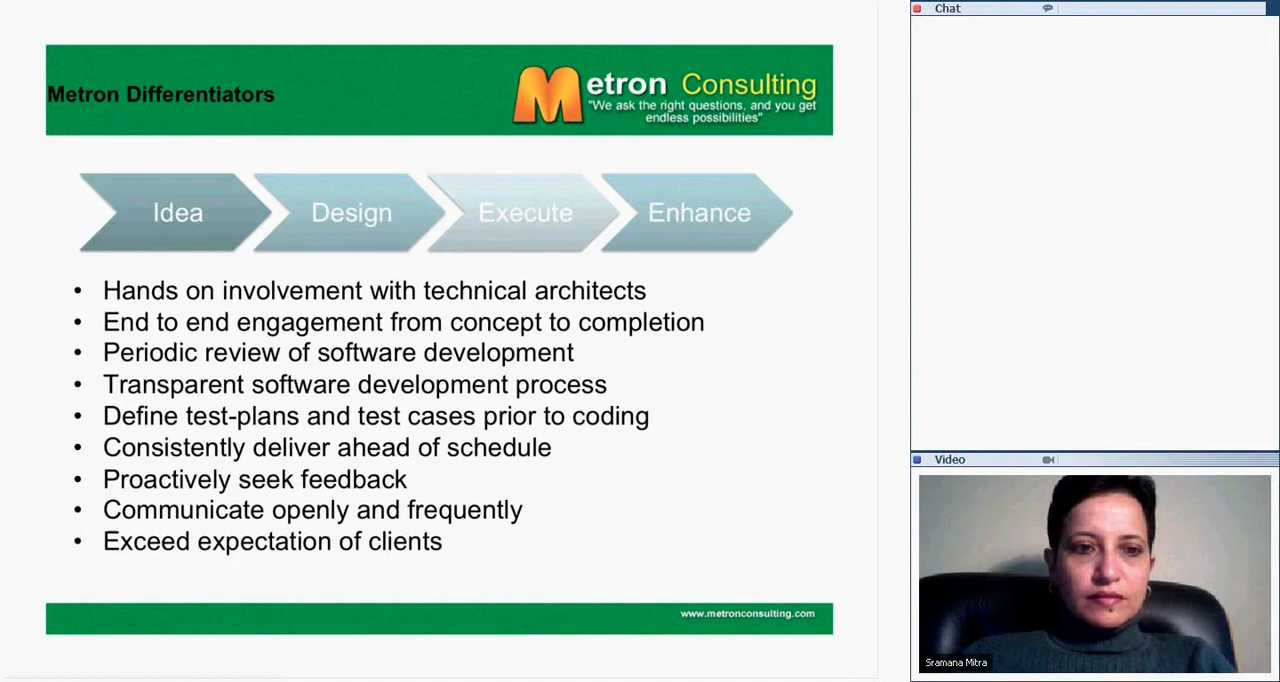 Metron Differentiators
Metron Consulting
"We ask the right questions, and you get
endless possibilities"
Idea
Design
Execute
Enhance
• Hands on involvement with technical architects
• End to end engagement from concept to completion
• Periodic review of software development
• Transparent software development process
• Define test-plans and test cases prior to coding
• Consistently deliver ahead of schedule
• Proactively seek feedback
• Communicate openly and frequently
• Exceed expectation of clients
www.metronconsulting.com
Chat
Video
Sramana Mitra